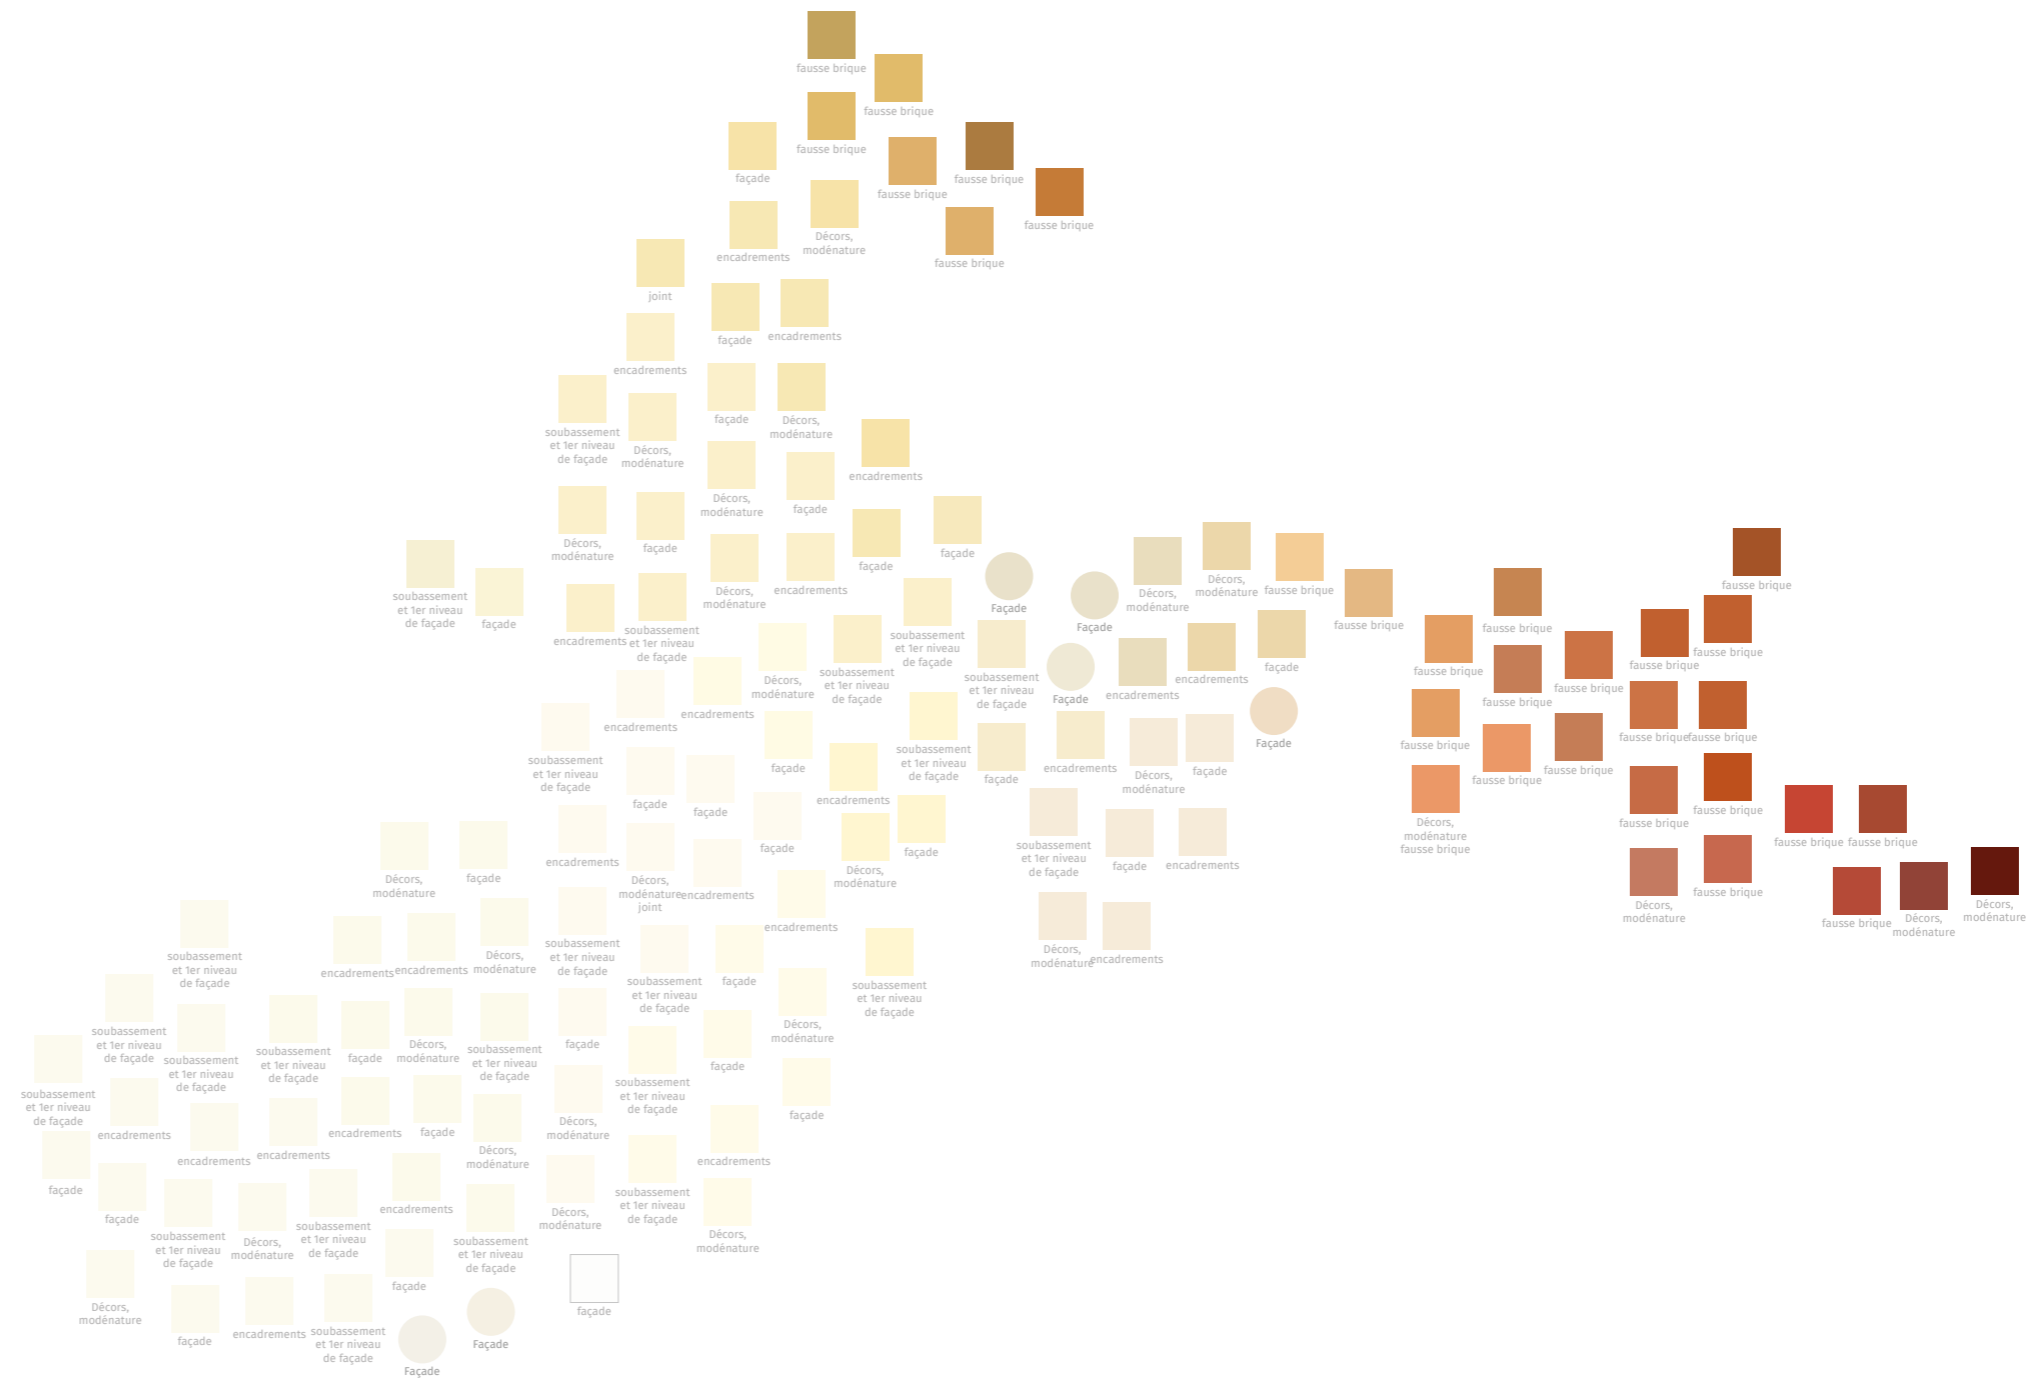 fausse brique
fausse brique
fausse brique
façade
fausse brique
fausse brique
fausse brique
Décors,
modénature
encadrements
fausse brique
joint
façade
encadrements
encadrements
façade
Décors,
modénature
soubassement
et 1er niveau
de façade
Décors,
modénature
encadrements
Décors,
modénature
façade
Décors,
modénature
façade
façade
façade
soubassement
et 1er niveau
de façade
façade
encadrements
soubassement
et 1er niveau
de façade
Décors,
modénature
encadrements
Façade
Façade
Décors,
modénature
Décors,
modénature
fausse brique
fausse brique
fausse brique
fausse brique
fausse brique
fausse brique
fausse brique
encadrements
encadrements
Décors,
modénature
soubassement
et 1er niveau
de façade
soubassement
et 1er niveau
de façade
soubassement
et 1er niveau
de façade
Façade
encadrements
encadrements
façade
fausse brique
fausse brique
soubassement
et 1er niveau
de façade
façade
façade
façade
encadrements
soubassement
et 1er niveau
de façade
façade
encadrements
Décors,
modénature
façade
Façade
fausse brique
fausse brique
fausse brique
fausse brique
fausse brique
Décors,
modénature
façade
encadrements
Décors,
modénature
joint
encadrements
façade
Décors,
modénature
façade
soubassement
et 1er niveau
de façade
façade
encadrements
Décors,
modénature
fausse brique
fausse brique
fausse brique
fausse brique
fausse brique
soubassement
et 1er niveau
de façade
encadrements
encadrements
Décors,
modénature
soubassement
et 1er niveau
de façade
soubassement
et 1er niveau
de façade
façade
encadrements
soubassement
et 1er niveau
de façade
Décors,
modénature
encadrements
Décors,
modénature
fausse brique
fausse brique
Décors,
modénature
Décors,
modénature
soubassement
et 1er niveau
de façade
soubassement
et 1er niveau
de façade
soubassement
et 1er niveau
de façade
soubassement
et 1er niveau
de façade
façade
Décors,
modénature
soubassement
et 1er niveau
de façade
façade
soubassement
et 1er niveau
de façade
façade
Décors,
modénature
encadrements
encadrements
encadrements
encadrements
façade
Décors,
modénature
Décors,
modénature
encadrements
façade
façade
façade
soubassement
et 1er niveau
de façade
Décors,
modénature
soubassement
et 1er niveau
de façade
encadrements
soubassement
et 1er niveau
de façade
Décors,
modénature
soubassement
et 1er niveau
de façade
Décors,
modénature
Décors,
modénature
façade
encadrements
soubassement
et 1er niveau
de façade
façade
Façade
Façade
façade